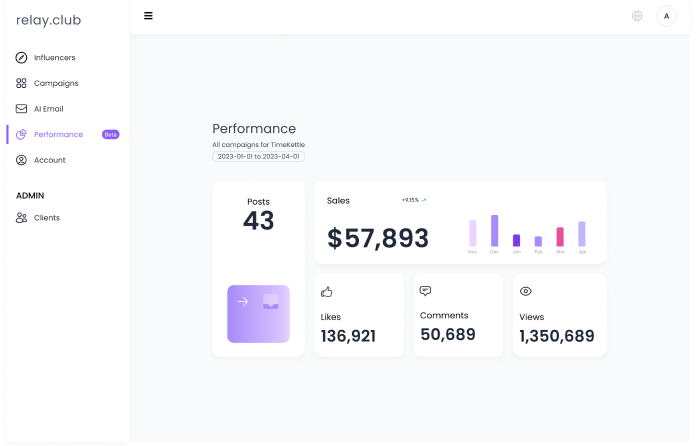 relay.club
A
Influencers
Campaigns
AI Email
Performance Beta
Account
ADMIN
Clients
Performance
All campaigns for TimeKettle
2023-01-01 to 2023-04-01
Posts
43
Sales +9.15%
$57,893
Nov Dec Jan Feb Mar Apr
Likes
136,921
Comments
50,689
Views
1,350,689